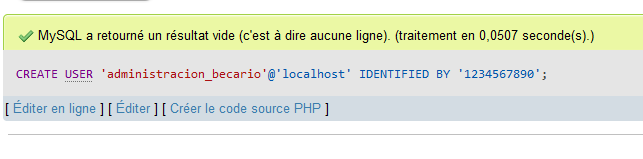 MySQL a retourné un résultat vide (c'est à dire aucune ligne). (traitement en 0,0507 seconde(s).)
CREATE USER 'administracion_becario'@'localhost' IDENTIFIED BY '1234567890';
[ Éditer en ligne ] [ Éditer ] [ Créer le code source PHP ]